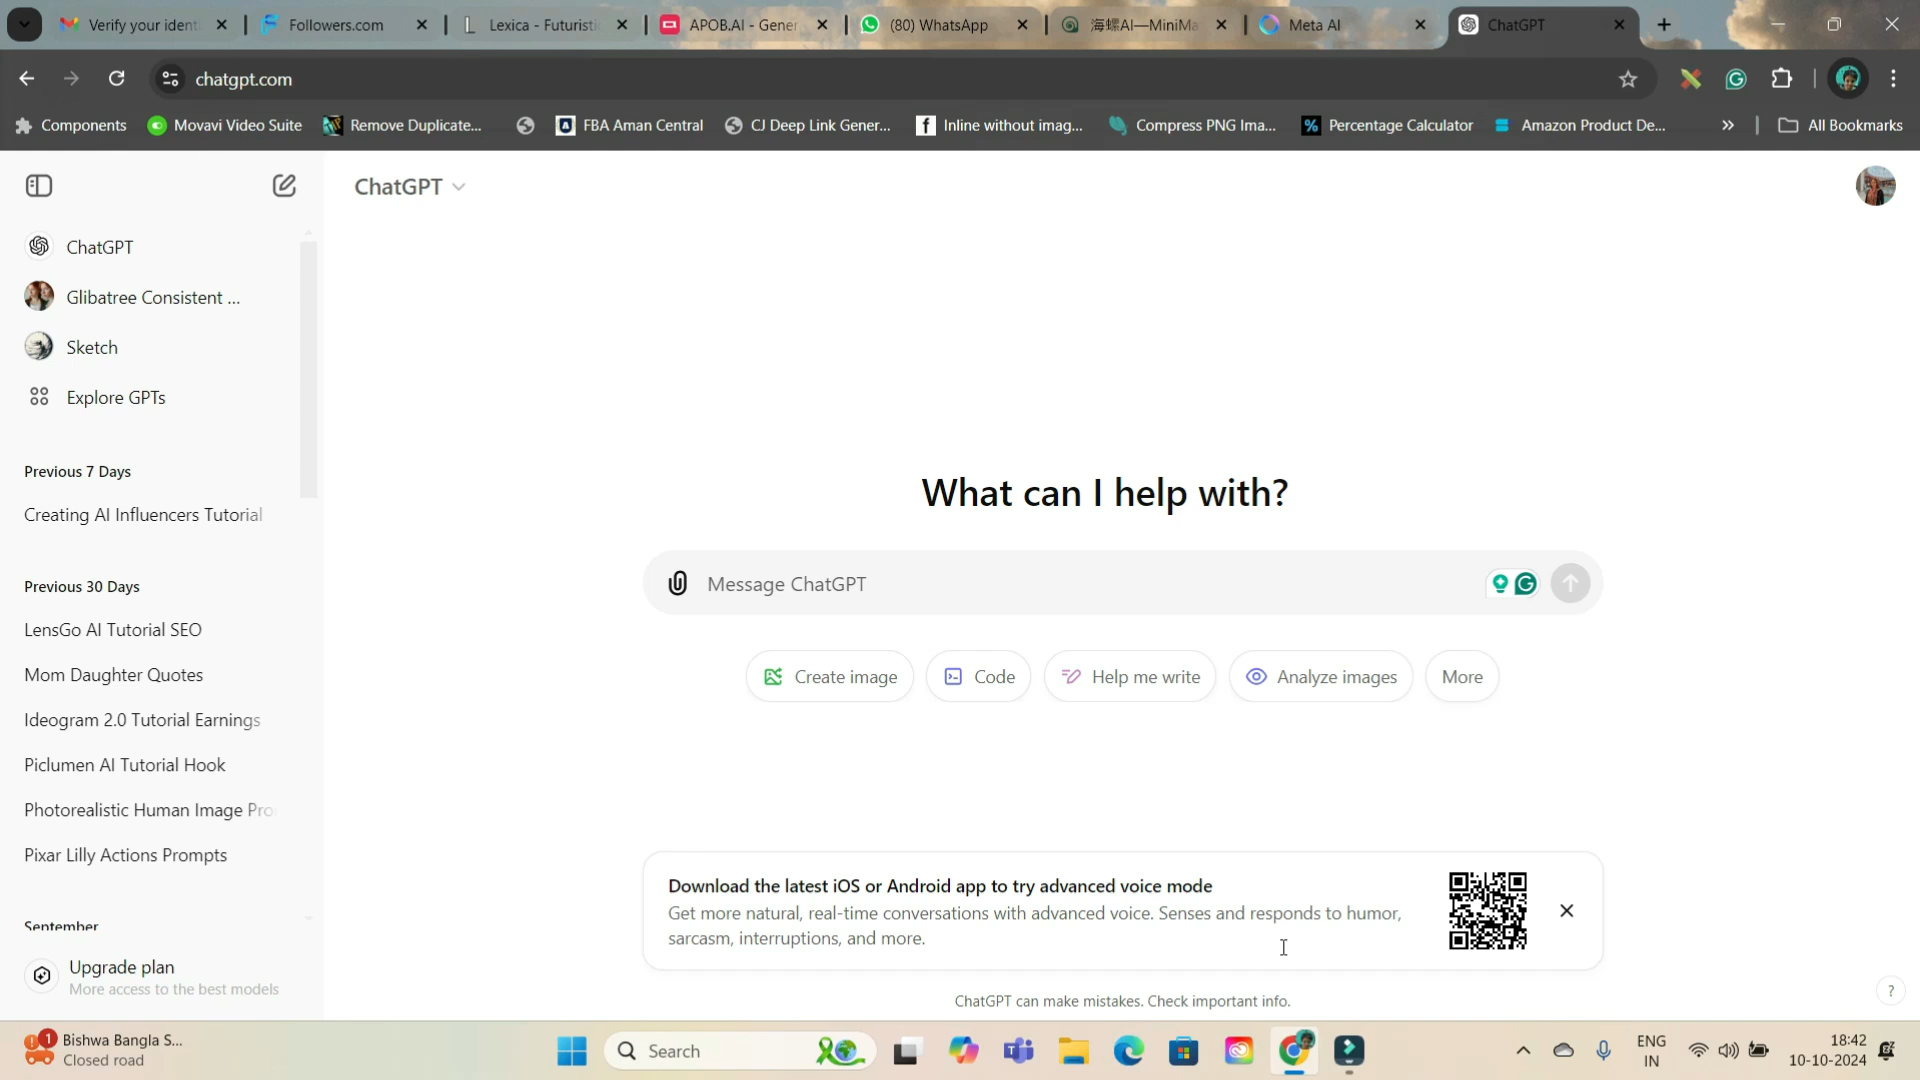 Verify your identi
Followers.com
Lexica - Futuristic
APOB.AI - Gener
(80) WhatsApp
海螺AI—MiniMa
Meta AI
ChatGPT
chatgpt.com
Components
Movavi Video Suite
Remove Duplicate...
FBA Aman Central
CJ Deep Link Gener...
Inline without imag...
Compress PNG Ima...
Percentage Calculator
Amazon Product De...
All Bookmarks
ChatGPT
ChatGPT
Glibatree Consistent ...
Sketch
Explore GPTs
Previous 7 Days
Creating AI Influencers Tutorial
Previous 30 Days
LensGo AI Tutorial SEO
Mom Daughter Quotes
Ideogram 2.0 Tutorial Earnings
Piclumen AI Tutorial Hook
Photorealistic Human Image Pro
Pixar Lilly Actions Prompts
September
Upgrade plan
More access to the best models
What can I help with?
Message ChatGPT
Create image
Code
Help me write
Analyze images
More
Download the latest iOS or Android app to try advanced voice mode
Get more natural, real-time conversations with advanced voice. Senses and responds to humor,
sarcasm, interruptions, and more.
ChatGPT can make mistakes. Check important info.
?
1
Bishwa Bangla S...
Closed road
Search
ENG
IN
18:42
10-10-2024